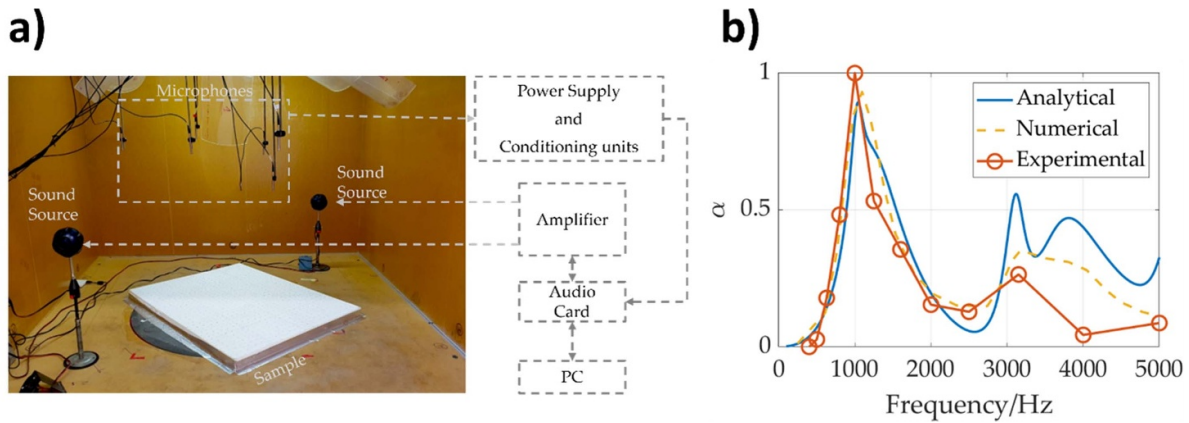 a)
Microphones
Sound
Source
Sound
Source
Sample
Power Supply
and
Conditioning units
Amplifier
Audio
Card
PC
b)
Analytical
Numerical
Experimental
1
0.5
0
α
0 1000 2000 3000 4000 5000
Frequency/Hz